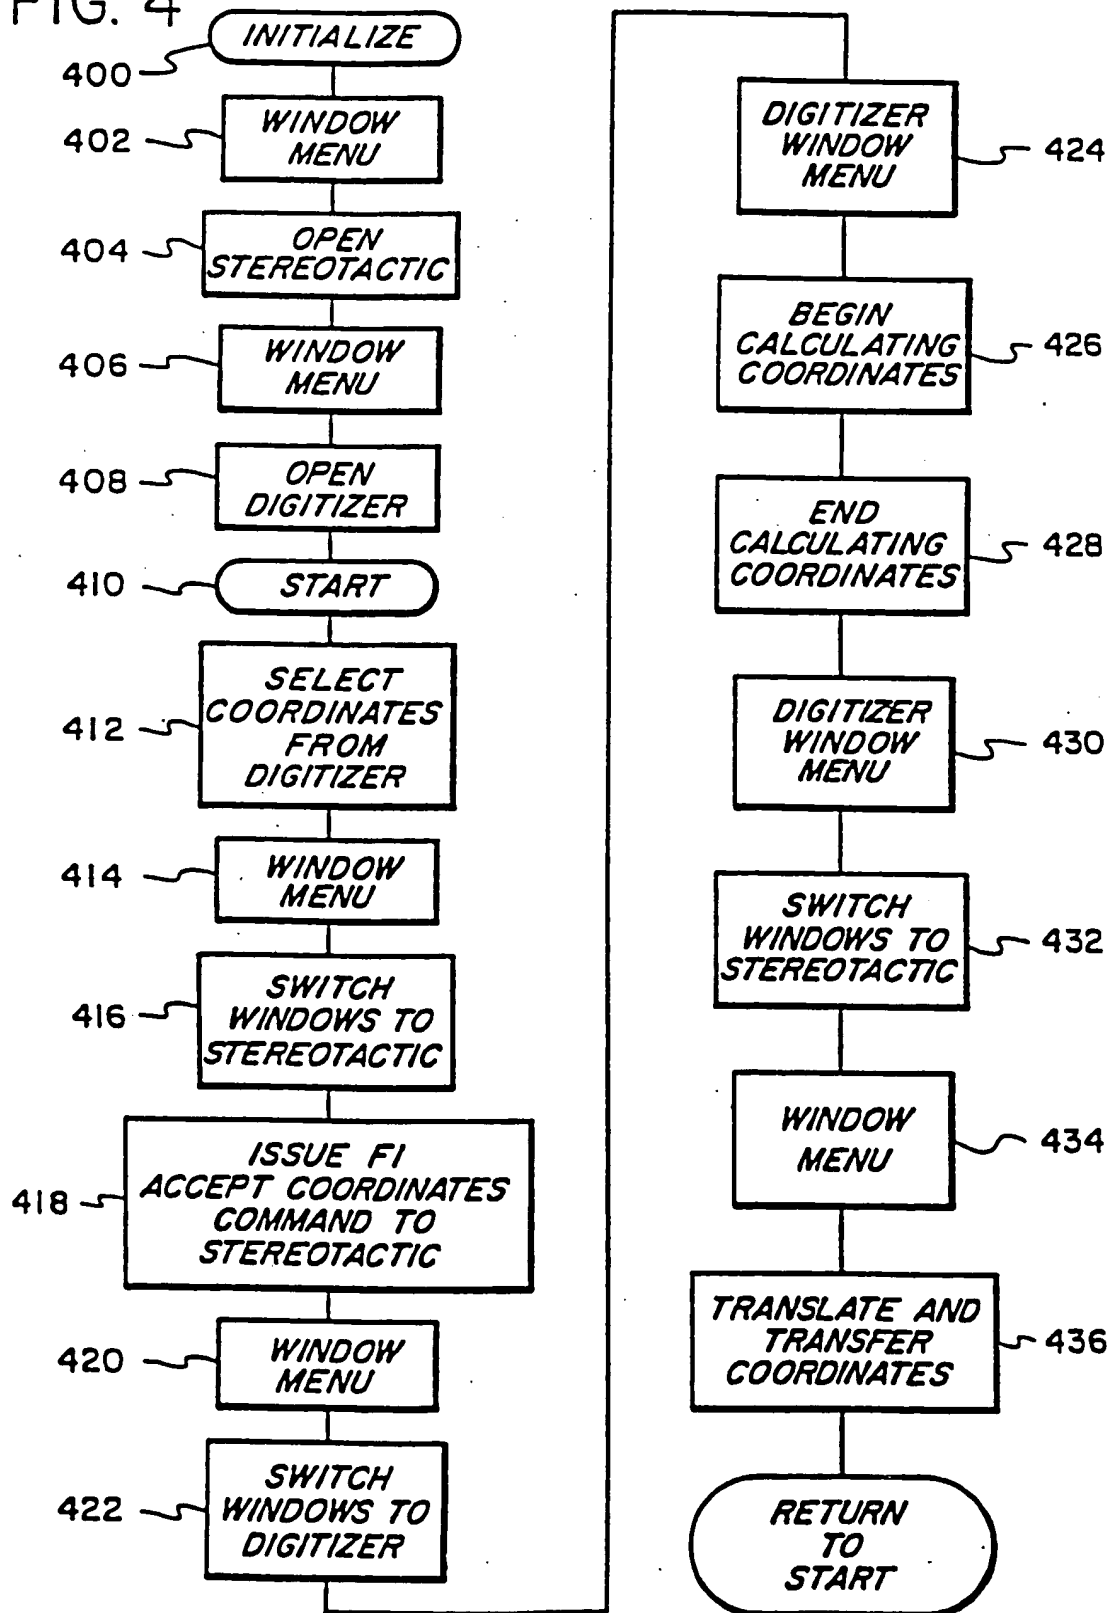 FIG. 4
INITIALIZE
400
WINDOW
MENU
402
OPEN
STEREOTACTIC
404
WINDOW
MENU
406
OPEN
DIGITIZER
408
START
410
SELECT
COORDINATES
FROM
DIGITIZER
412
WINDOW
MENU
414
SWITCH
WINDOWS TO
STEREOTACTIC
416
ISSUE F1
ACCEPT COORDINATES
COMMAND TO
STEREOTACTIC
418
WINDOW
MENU
420
SWITCH
WINDOWS TO
DIGITIZER
422
DIGITIZER
WINDOW
MENU
424
BEGIN
CALCULATING
COORDINATES
426
END
CALCULATING
COORDINATES
428
DIGITIZER
WINDOW
MENU
430
SWITCH
WINDOWS TO
STEREOTACTIC
432
WINDOW
MENU
434
TRANSLATE AND
TRANSFER
COORDINATES
436
RETURN
TO
START